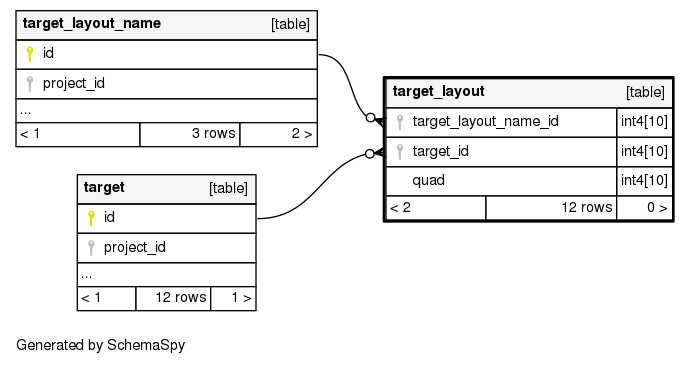 target_layout_name [table]
id
project_id
...
< 1 3 rows 2 >
target_layout [table]
target_layout_name_id int4[10]
target_id int4[10]
quad int4[10]
< 2 12 rows 0 >
target [table]
id
project_id
...
< 1 12 rows 1 >
Generated by SchemaSpy